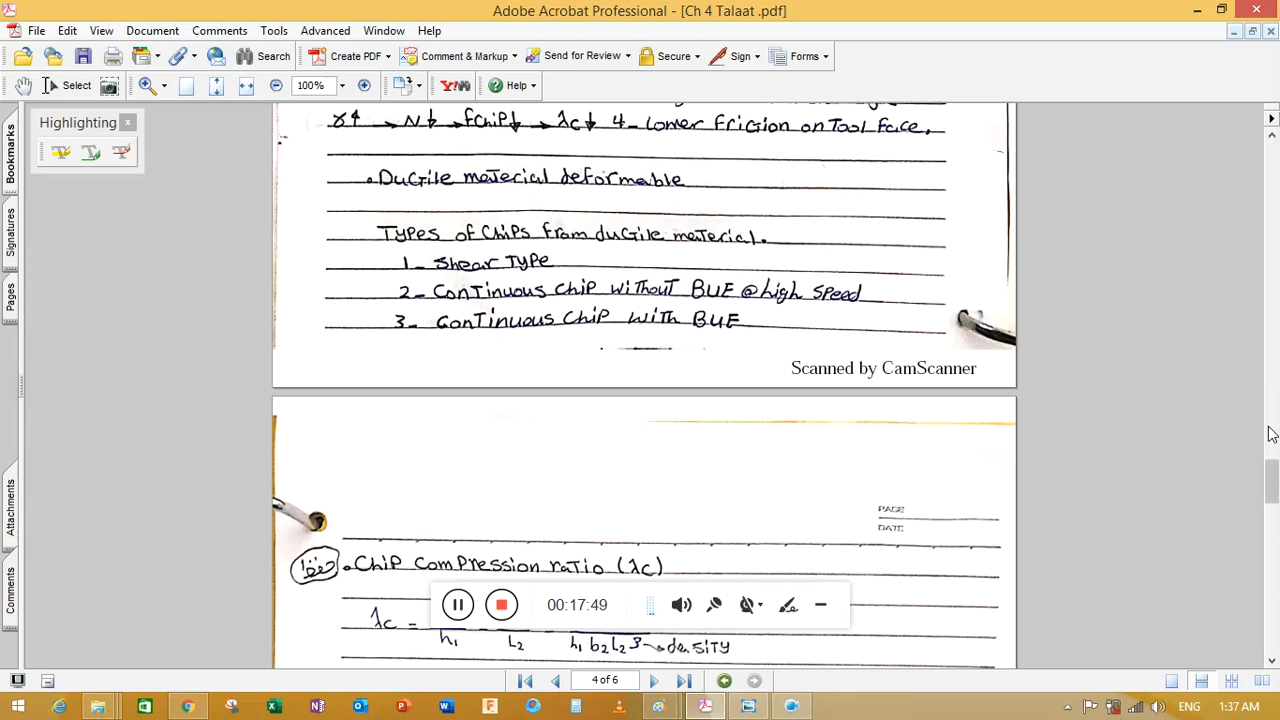 Adobe Acrobat Professional - [Ch 4 Talaat .pdf]
File Edit View Document Comments Tools Advanced Window Help
Search Create PDF Comment & Markup Send for Review Secure Sign Forms
Select 100% Y! Help
Highlighting
Bookmarks
Signatures
Pages
Attachments
Comments
γ↑ → N↓ → fchip↓ → λc↓ 4- Lower friction on Tool face.
. Ductile material deformable
Types of chips from ductile material.
1- Shear Type
2- Continuous chip without BUE @ high speed
3- Continuous chip with BUE
Scanned by CamScanner
PAGE
DATE
. Chip compression ratio (λc)
00:17:49
λc =
h1 L2 h1 b2 L2 → density
4 of 6
ENG 1:37 AM